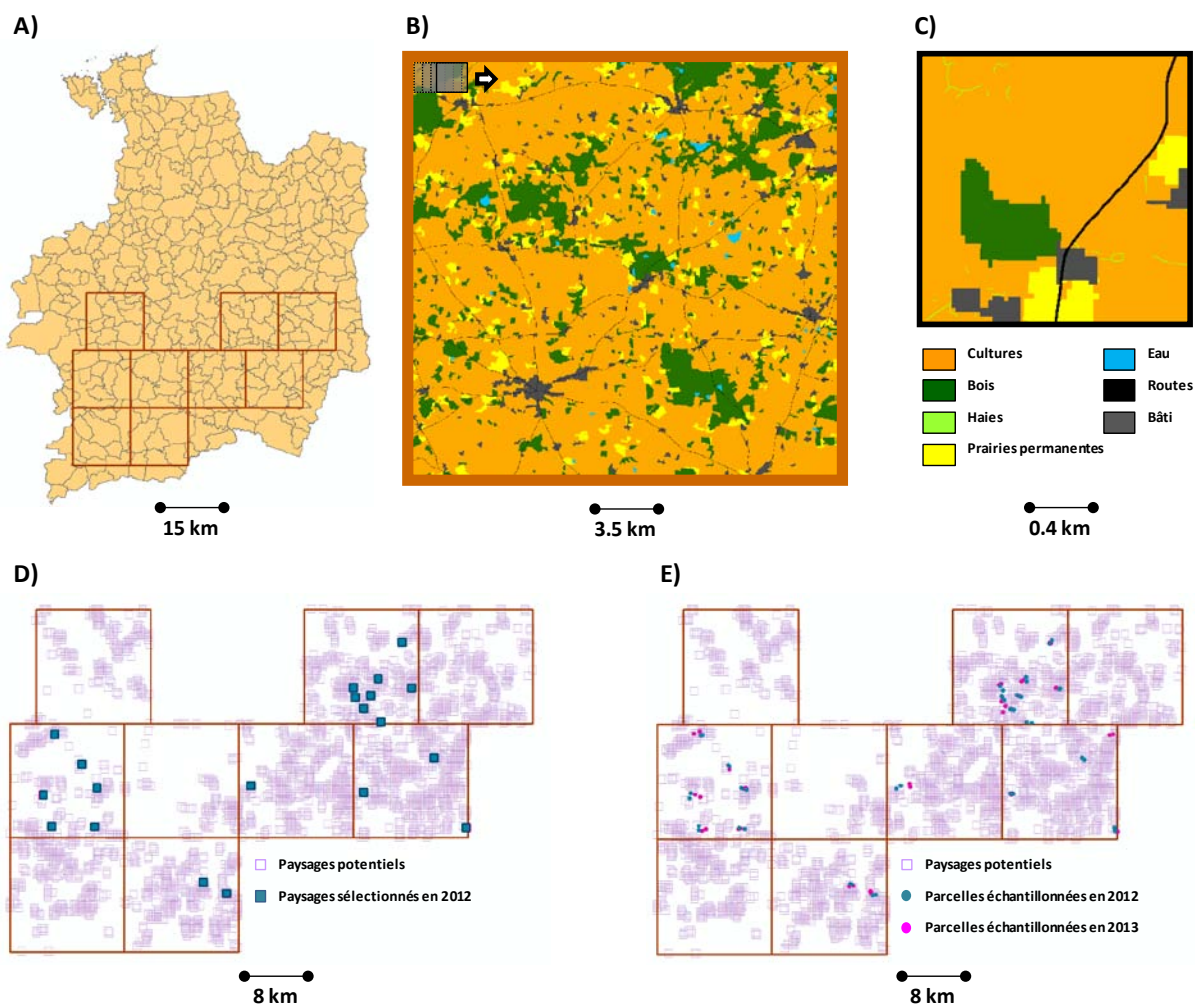 A)
B)
C)
Cultures
Eau
Bois
Routes
Haies
Bâti
Prairies permanentes
15 km
3.5 km
0.4 km
D)
E)
Paysages potentiels
Paysages sélectionnés en 2012
Paysages potentiels
Parcelles échantillonnées en 2012
Parcelles échantillonnées en 2013
8 km
8 km